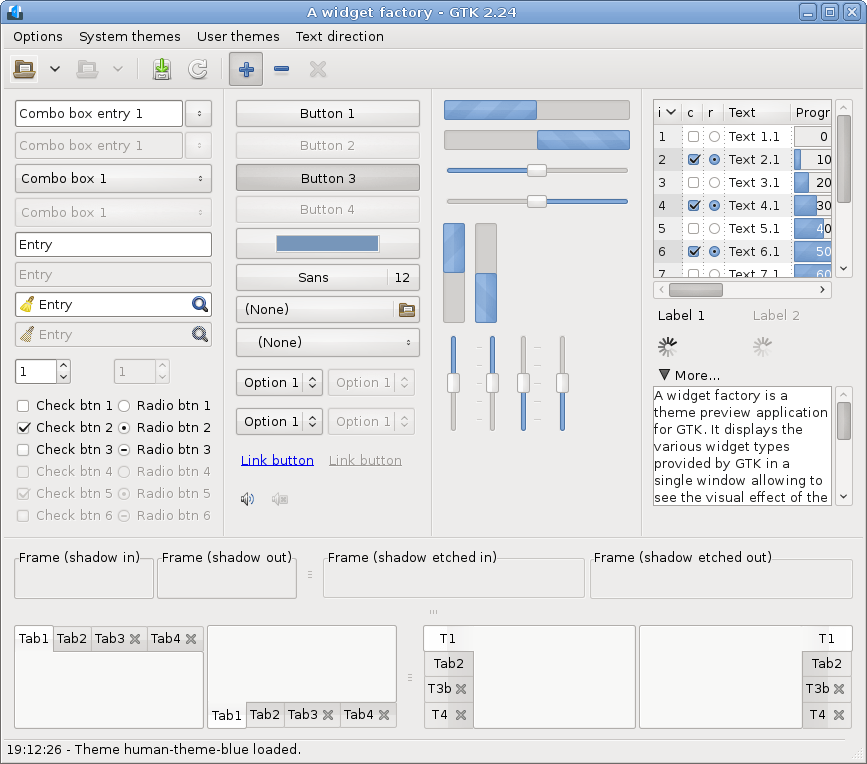 A widget factory - GTK 2.24
Options System themes User themes Text direction
Combo box entry 1
Combo box entry 1
Combo box 1
Combo box 1
Entry
Entry
Entry
Entry
1 1
Check btn 1 Radio btn 1
Check btn 2 Radio btn 2
Check btn 3 Radio btn 3
Check btn 4 Radio btn 4
Check btn 5 Radio btn 5
Check btn 6 Radio btn 6
Button 1
Button 2
Button 3
Button 4
Sans 12
(None)
(None)
Option 1 Option 1
Option 1 Option 1
Link button Link button
i c r Text Progr
1 Text 1.1 0
2 Text 2.1 10
3 Text 3.1 20
4 Text 4.1 30
5 Text 5.1 40
6 Text 6.1 50
7 Text 7.1 60
Label 1 Label 2
More...
A widget factory is a
theme preview application
for GTK. It displays the
various widget types
provided by GTK in a
single window allowing to
see the visual effect of the
Frame (shadow in) Frame (shadow out) Frame (shadow etched in) Frame (shadow etched out)
Tab1 Tab2 Tab3 Tab4
Tab1 Tab2 Tab3 Tab4
T1
Tab2
T3b
T4
T1
Tab2
T3b
T4
19:12:26 - Theme human-theme-blue loaded.